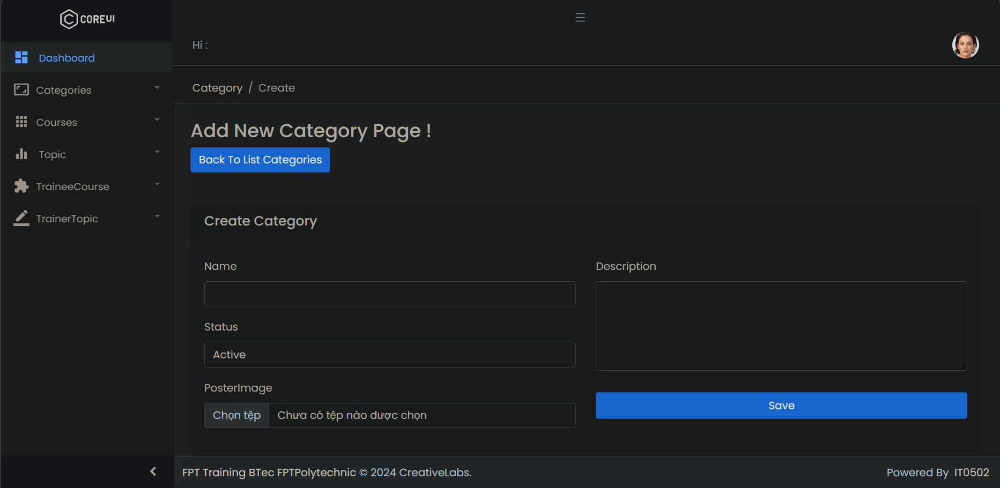 COREUI
Hi :
Dashboard
Categories
Courses
Topic
TraineeCourse
TrainerTopic
Category / Create
Add New Category Page !
Back To List Categories
Create Category
Name
Status
Active
PosterImage
Chọn tệp Chưa có tệp nào được chọn
Description
Save
FPT Training BTec FPTPolytechnic © 2024 CreativeLabs.
Powered By IT0502